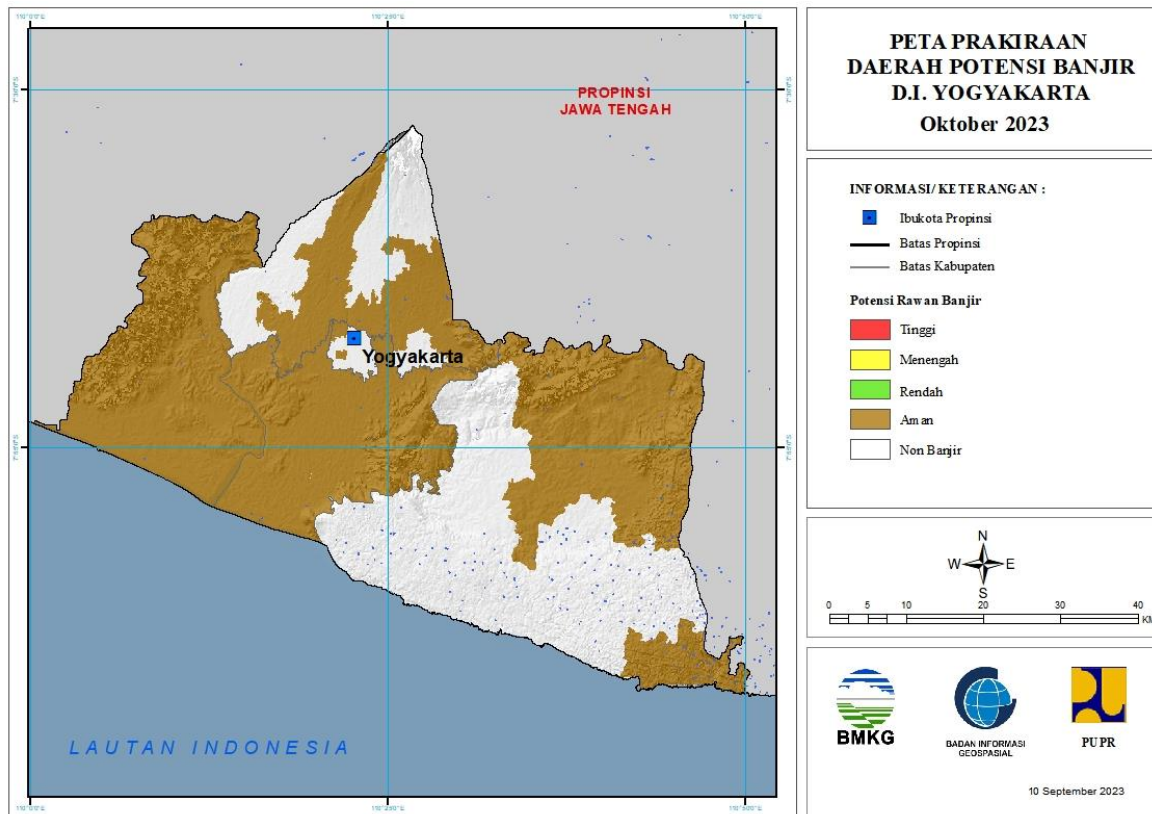 PETA PRAKIRAAN
DAERAH POTENSI BANJIR
D.I. YOGYAKARTA
Oktober 2023
INFORMASI/ KETERANGAN :
Ibukota Propinsi
Batas Propinsi
Batas Kabupaten
Potensi Rawan Banjir
Tinggi
Menengah
Rendah
Aman
Non Banjir
N
W E
S
0 5 10 20 30 40
KM
BMKG
BADAN INFORMASI
GEOSPASIAL
PUPR
10 September 2023
PROPINSI
JAWA TENGAH
Yogyakarta
LAUTAN INDONESIA